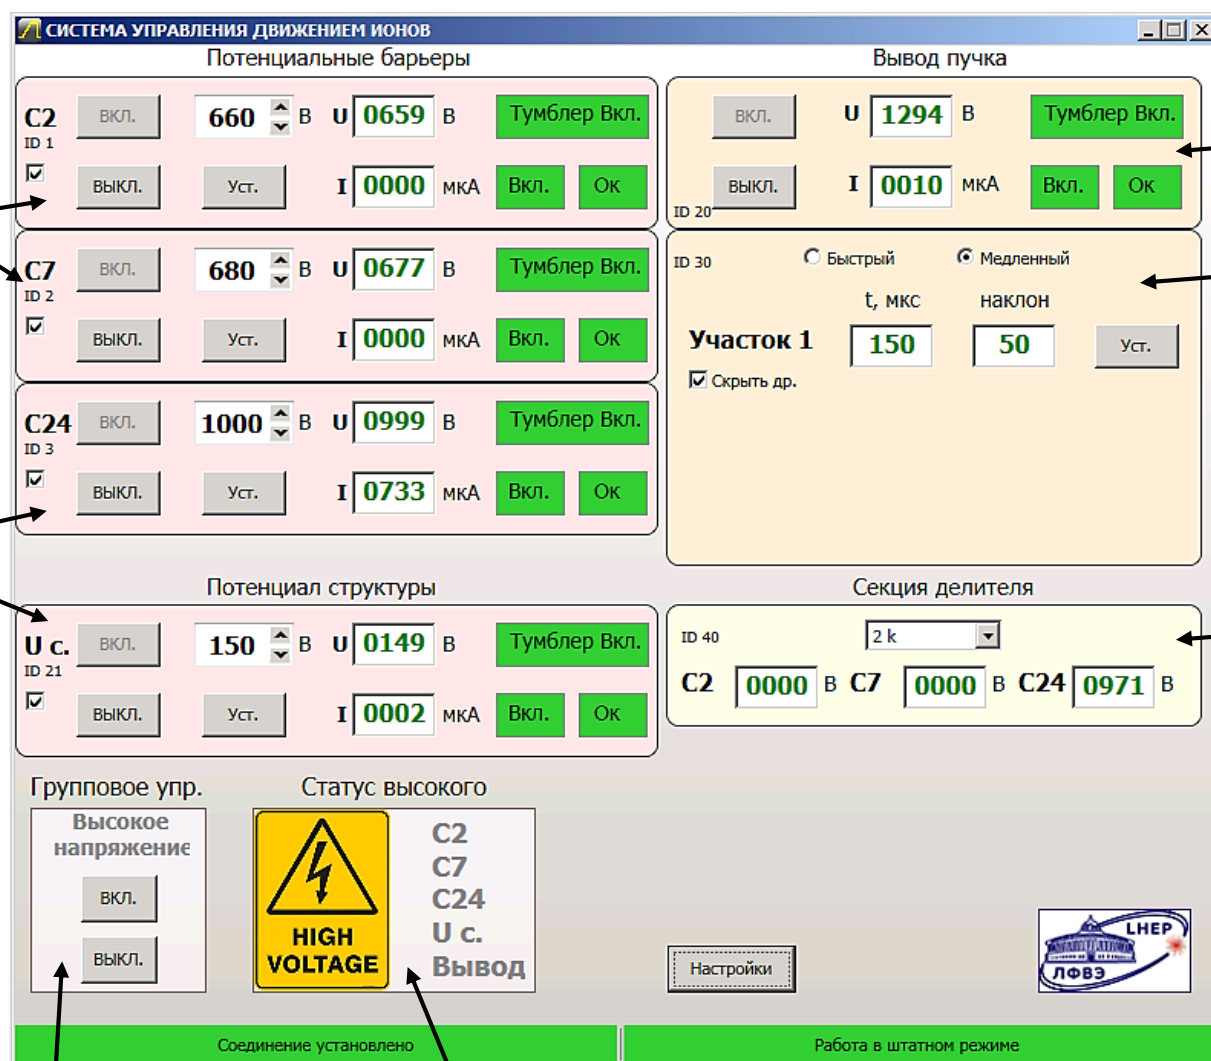 СИСТЕМА УПРАВЛЕНИЯ ДВИЖЕНИЕМ ИОНОВ
Потенциальные барьеры
C2 ВКЛ. 660 В U 0659 В Тумблер Вкл.
ID 1
ВЫКЛ. Уст. I 0000 мкА Вкл. Ок
C7 ВКЛ. 680 В U 0677 В Тумблер Вкл.
ID 2
ВЫКЛ. Уст. I 0000 мкА Вкл. Ок
C24 ВКЛ. 1000 В U 0999 В Тумблер Вкл.
ID 3
ВЫКЛ. Уст. I 0733 мкА Вкл. Ок
Вывод пучка
ВКЛ. U 1294 В Тумблер Вкл.
ВЫКЛ. I 0010 мкА Вкл. Ок
ID 20
ID 30 Быстрый Медленный
t, мкс наклон
Участок 1 150 50 Уст.
Скрыть др.
Потенциал структуры
U c. ВКЛ. 150 В U 0149 В Тумблер Вкл.
ID 21
ВЫКЛ. Уст. I 0002 мкА Вкл. Ок
Секция делителя
ID 40 2 k
C2 0000 В C7 0000 В C24 0971 В
Групповое упр.
Высокое
напряжение
ВКЛ.
ВЫКЛ.
Статус высокого
HIGH
VOLTAGE
C2
C7
C24
U c.
Вывод
Настройки
LHEP
ЛФВЭ
Соединение установлено
Работа в штатном режиме